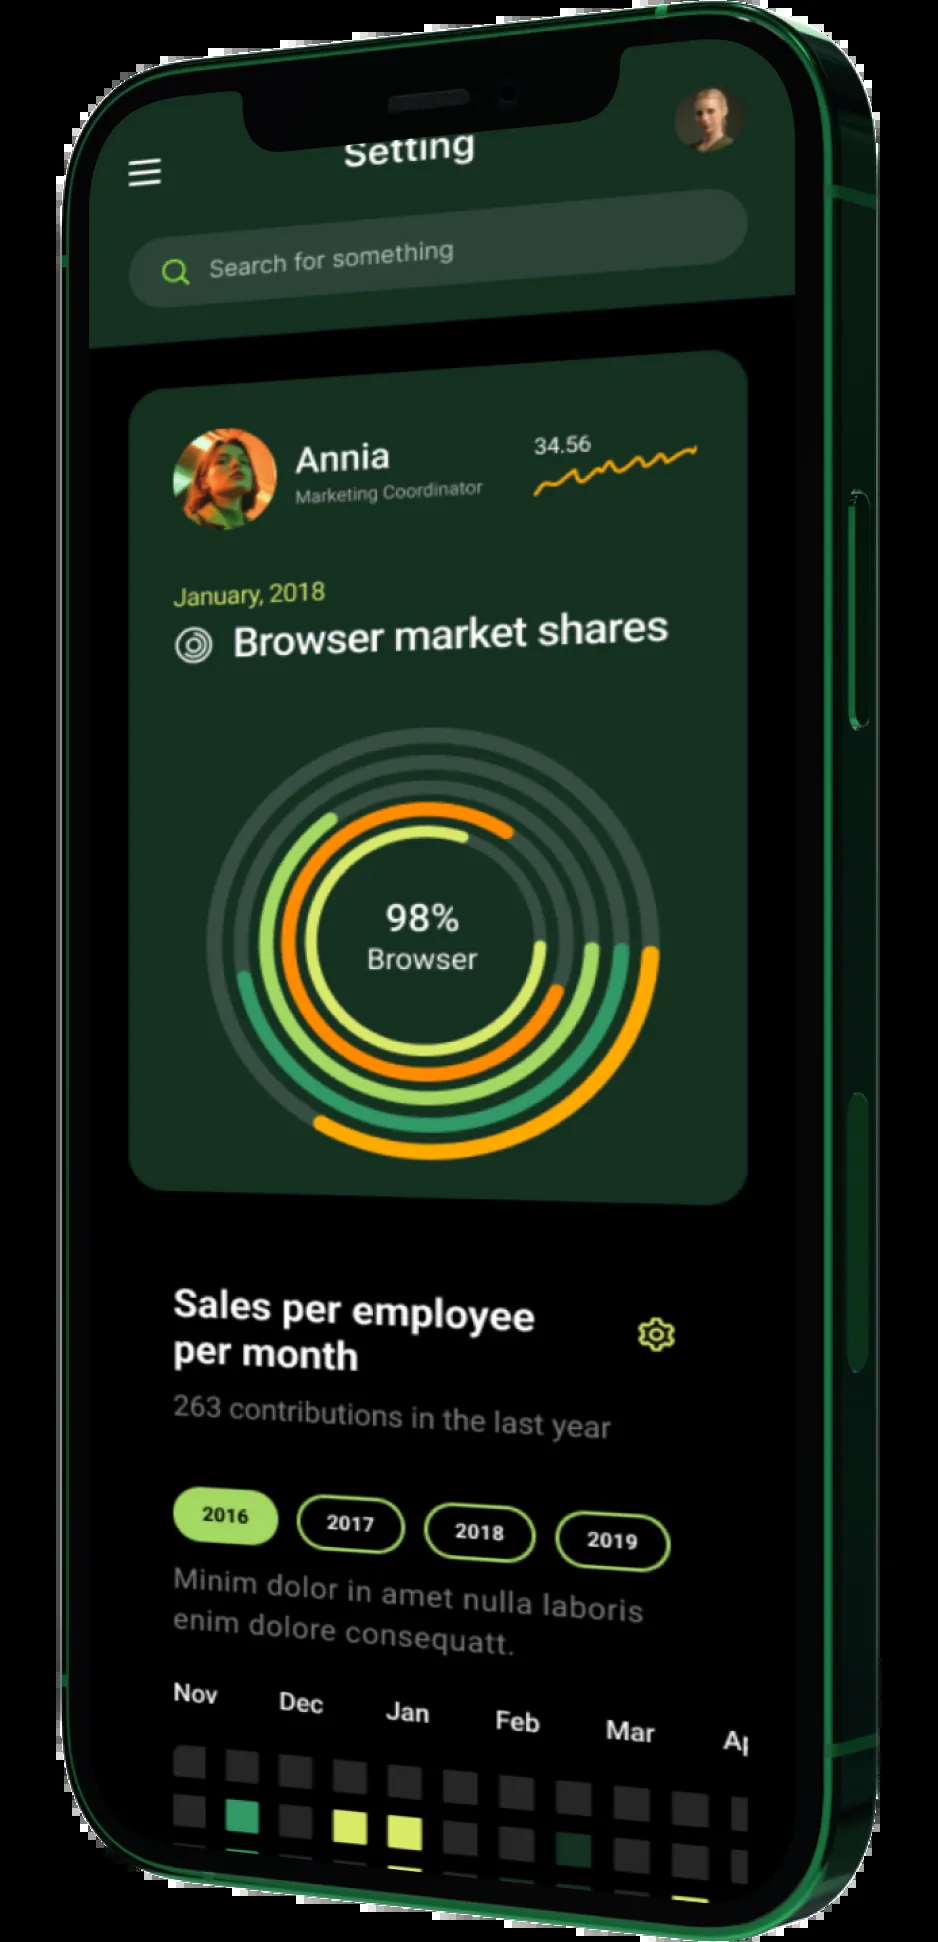 Setting
Search for something
Annia
34.56
Marketing Coordinator
January, 2018
Browser market shares
98%
Browser
Sales per employee
per month
263 contributions in the last year
2016 2017 2018 2019
Minim dolor in amet nulla laboris
enim dolore consequatt.
Nov Dec Jan Feb Mar